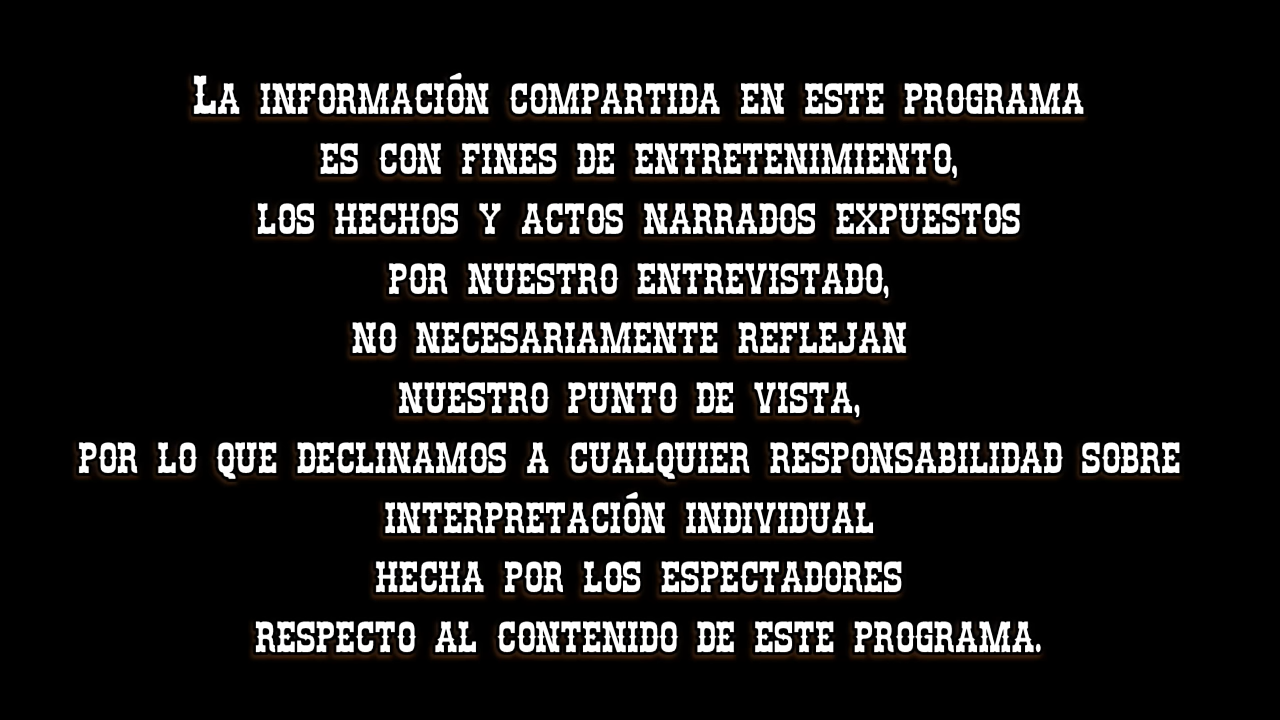 La información compartida en este programa
es con fines de entretenimiento,
los hechos y actos narrados expuestos
por nuestro entrevistado,
no necesariamente reflejan
nuestro punto de vista,
por lo que declinamos a cualquier responsabilidad sobre
interpretación individual
hecha por los espectadores
respecto al contenido de este programa.